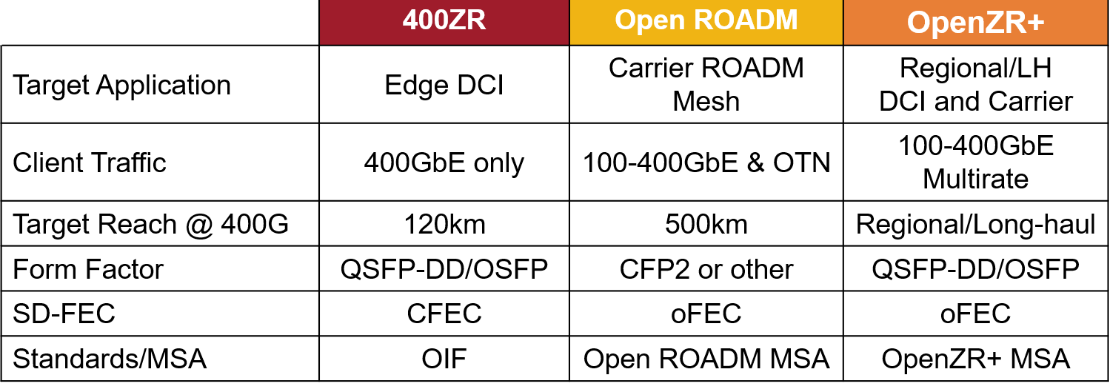 400ZR Open ROADM OpenZR+
Target Application Edge DCI Carrier ROADM Mesh Regional/LH DCI and Carrier
Client Traffic 400GbE only 100-400GbE & OTN 100-400GbE Multirate
Target Reach @ 400G 120km 500km Regional/Long-haul
Form Factor QSFP-DD/OSFP CFP2 or other QSFP-DD/OSFP
SD-FEC CFEC oFEC oFEC
Standards/MSA OIF Open ROADM MSA OpenZR+ MSA